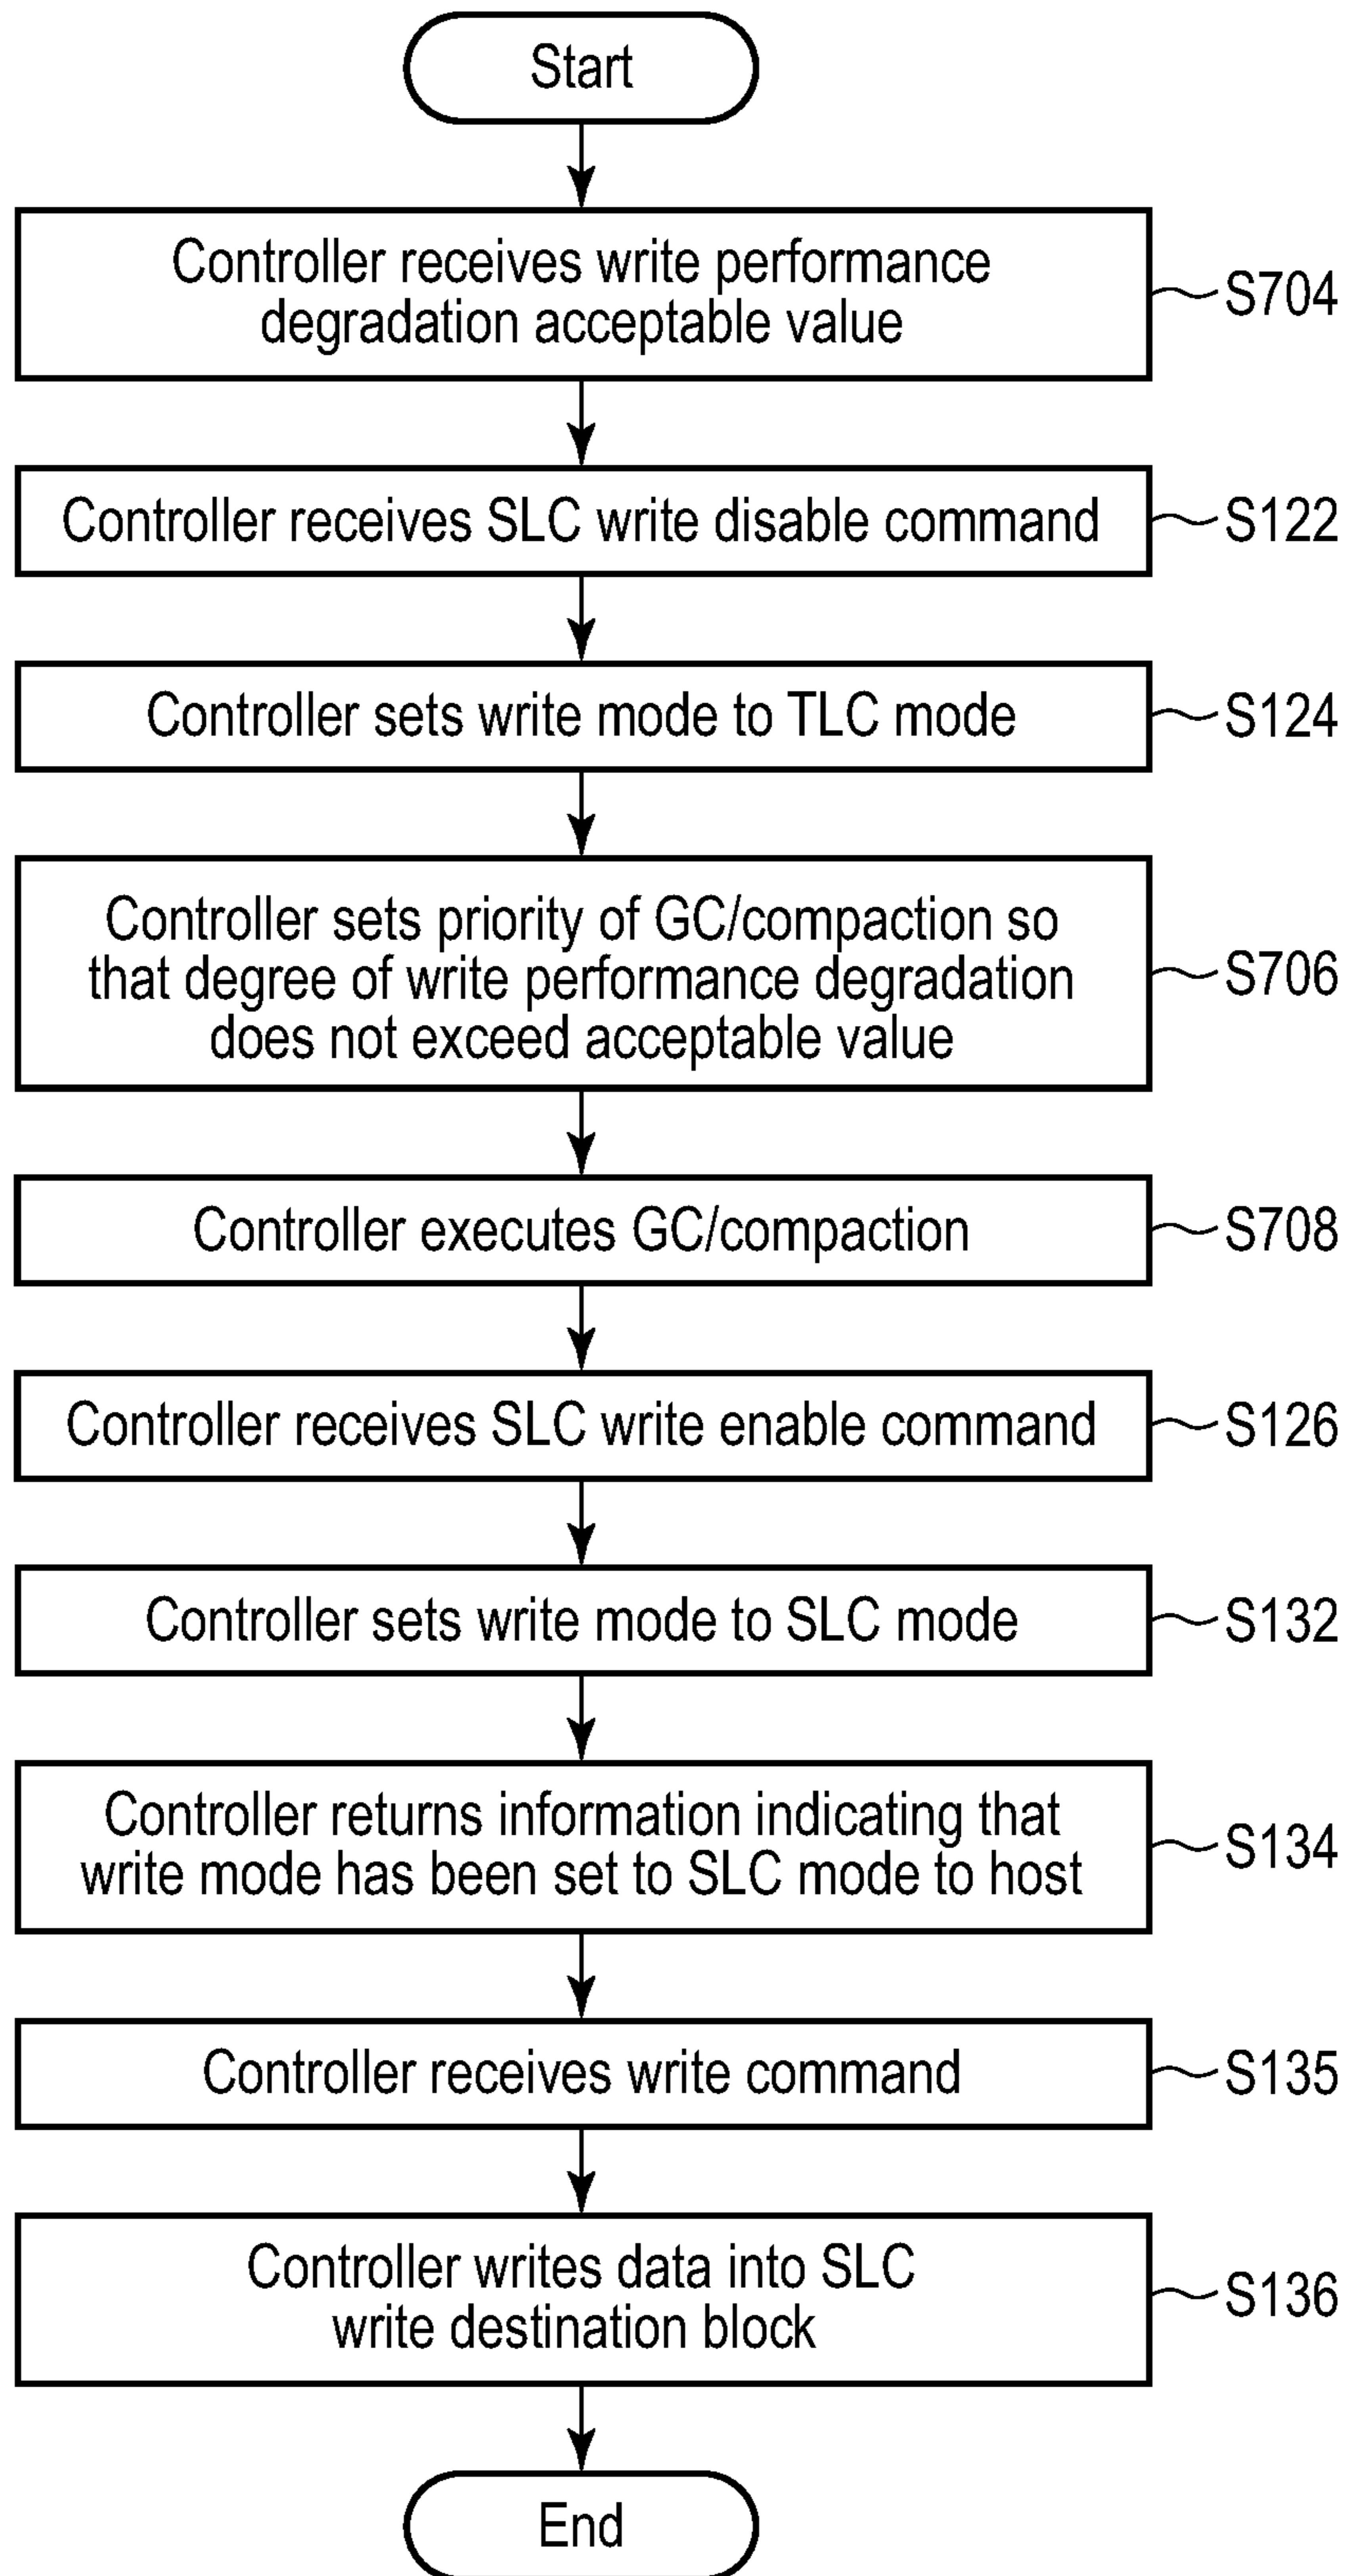 Start
Controller receives write performance
degradation acceptable value
S704
Controller receives SLC write disable command
S122
Controller sets write mode to TLC mode
S124
Controller sets priority of GC/compaction so
that degree of write performance degradation
does not exceed acceptable value
S706
Controller executes GC/compaction
S708
Controller receives SLC write enable command
S126
Controller sets write mode to SLC mode
S132
Controller returns information indicating that
write mode has been set to SLC mode to host
S134
Controller receives write command
S135
Controller writes data into SLC
write destination block
S136
End